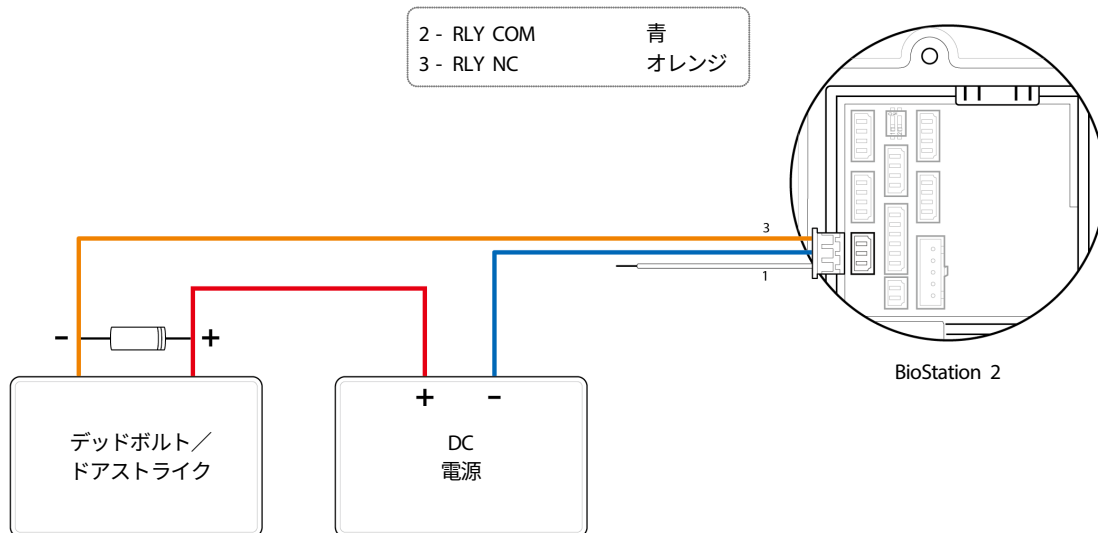 2 - RLY COM 青
3 - RLY NC オレンジ
3
1
BioStation 2
- +
+ -
デッドボルト／
ドアストライク
DC
電源